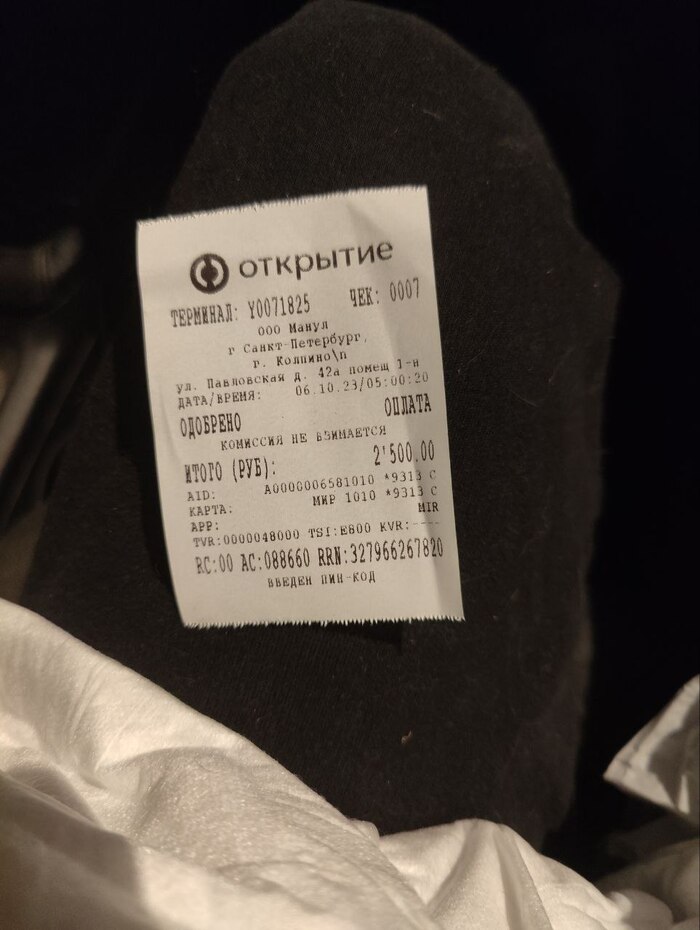 ОТКРЫТИЕ
ТЕРМИНАЛ: Y0071825 ЧЕК: 0007
ООО Манул
г Санкт-Петербург,
г. Колпино\n
ул. Павловская д. 42а помещ 1-н
ДАТА/ВРЕМЯ: 06.10.23/05:00:20
ОДОБРЕНО ОПЛАТА
КОМИССИЯ НЕ ВЗИМАЕТСЯ
ИТОГО (РУБ): 2'500.00
AID: A0000006581010 *9313 C
КАРТА: МИР 1010 *9313 C
APP: MIR
TVR:0000048000 TSI:E800 KVR:----
RC:00 AC:088660 RRN:327966267820
ВВЕДЕН ПИН-КОД